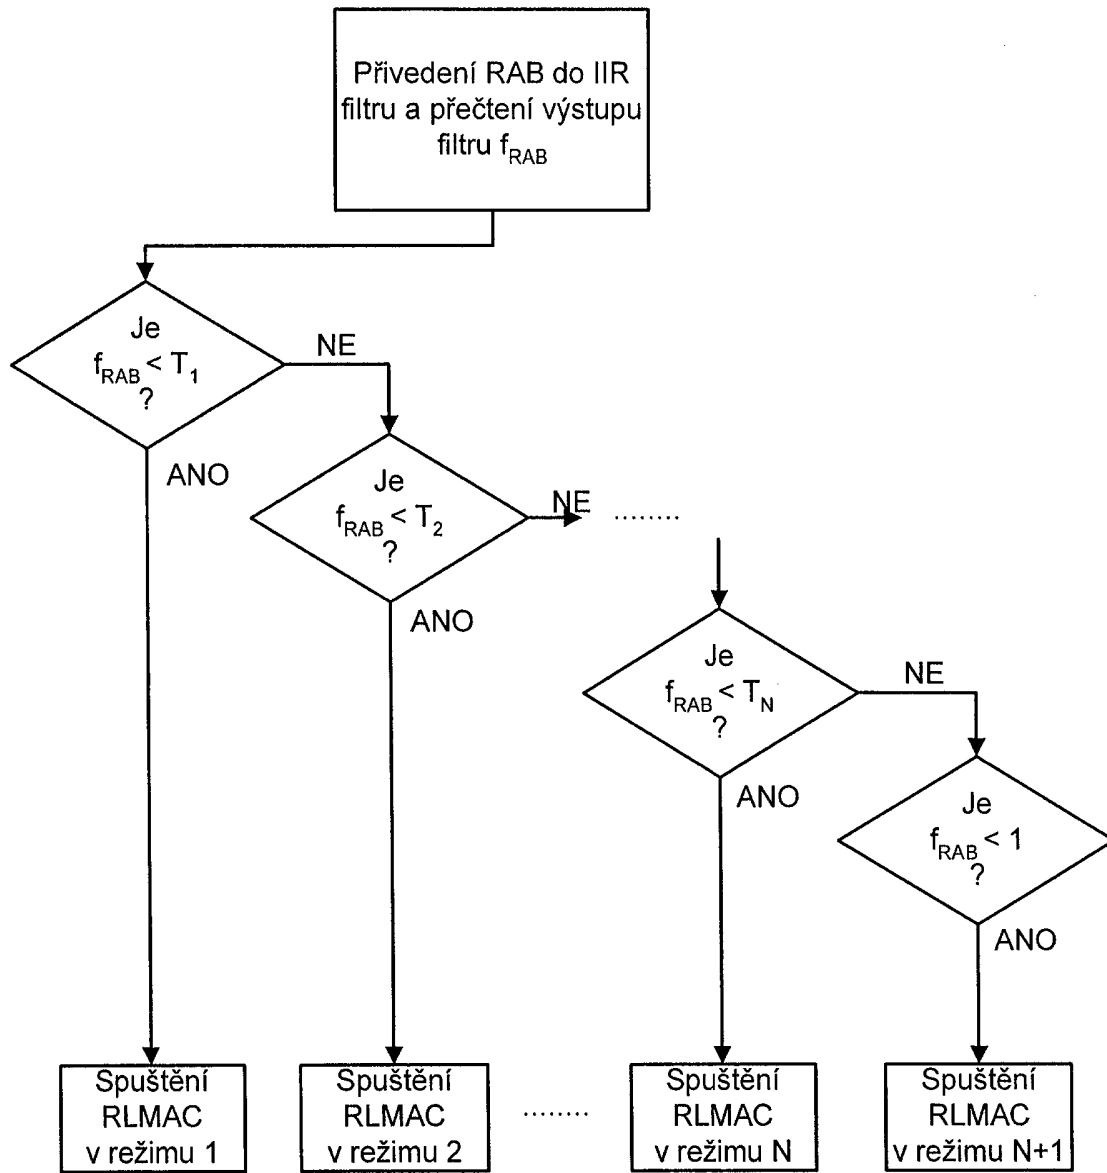 Přivedení RAB do IIR
filtru a přečtení výstupu
filtru f_RAB
Je
f_RAB < T_1
?
NE
ANO
Je
f_RAB < T_2
?
NE
........
ANO
Je
f_RAB < T_N
?
NE
ANO
Je
f_RAB < 1
?
ANO
Spuštění
RLMAC
v režimu 1
Spuštění
RLMAC
v režimu 2
........
Spuštění
RLMAC
v režimu N
Spuštění
RLMAC
v režimu N+1